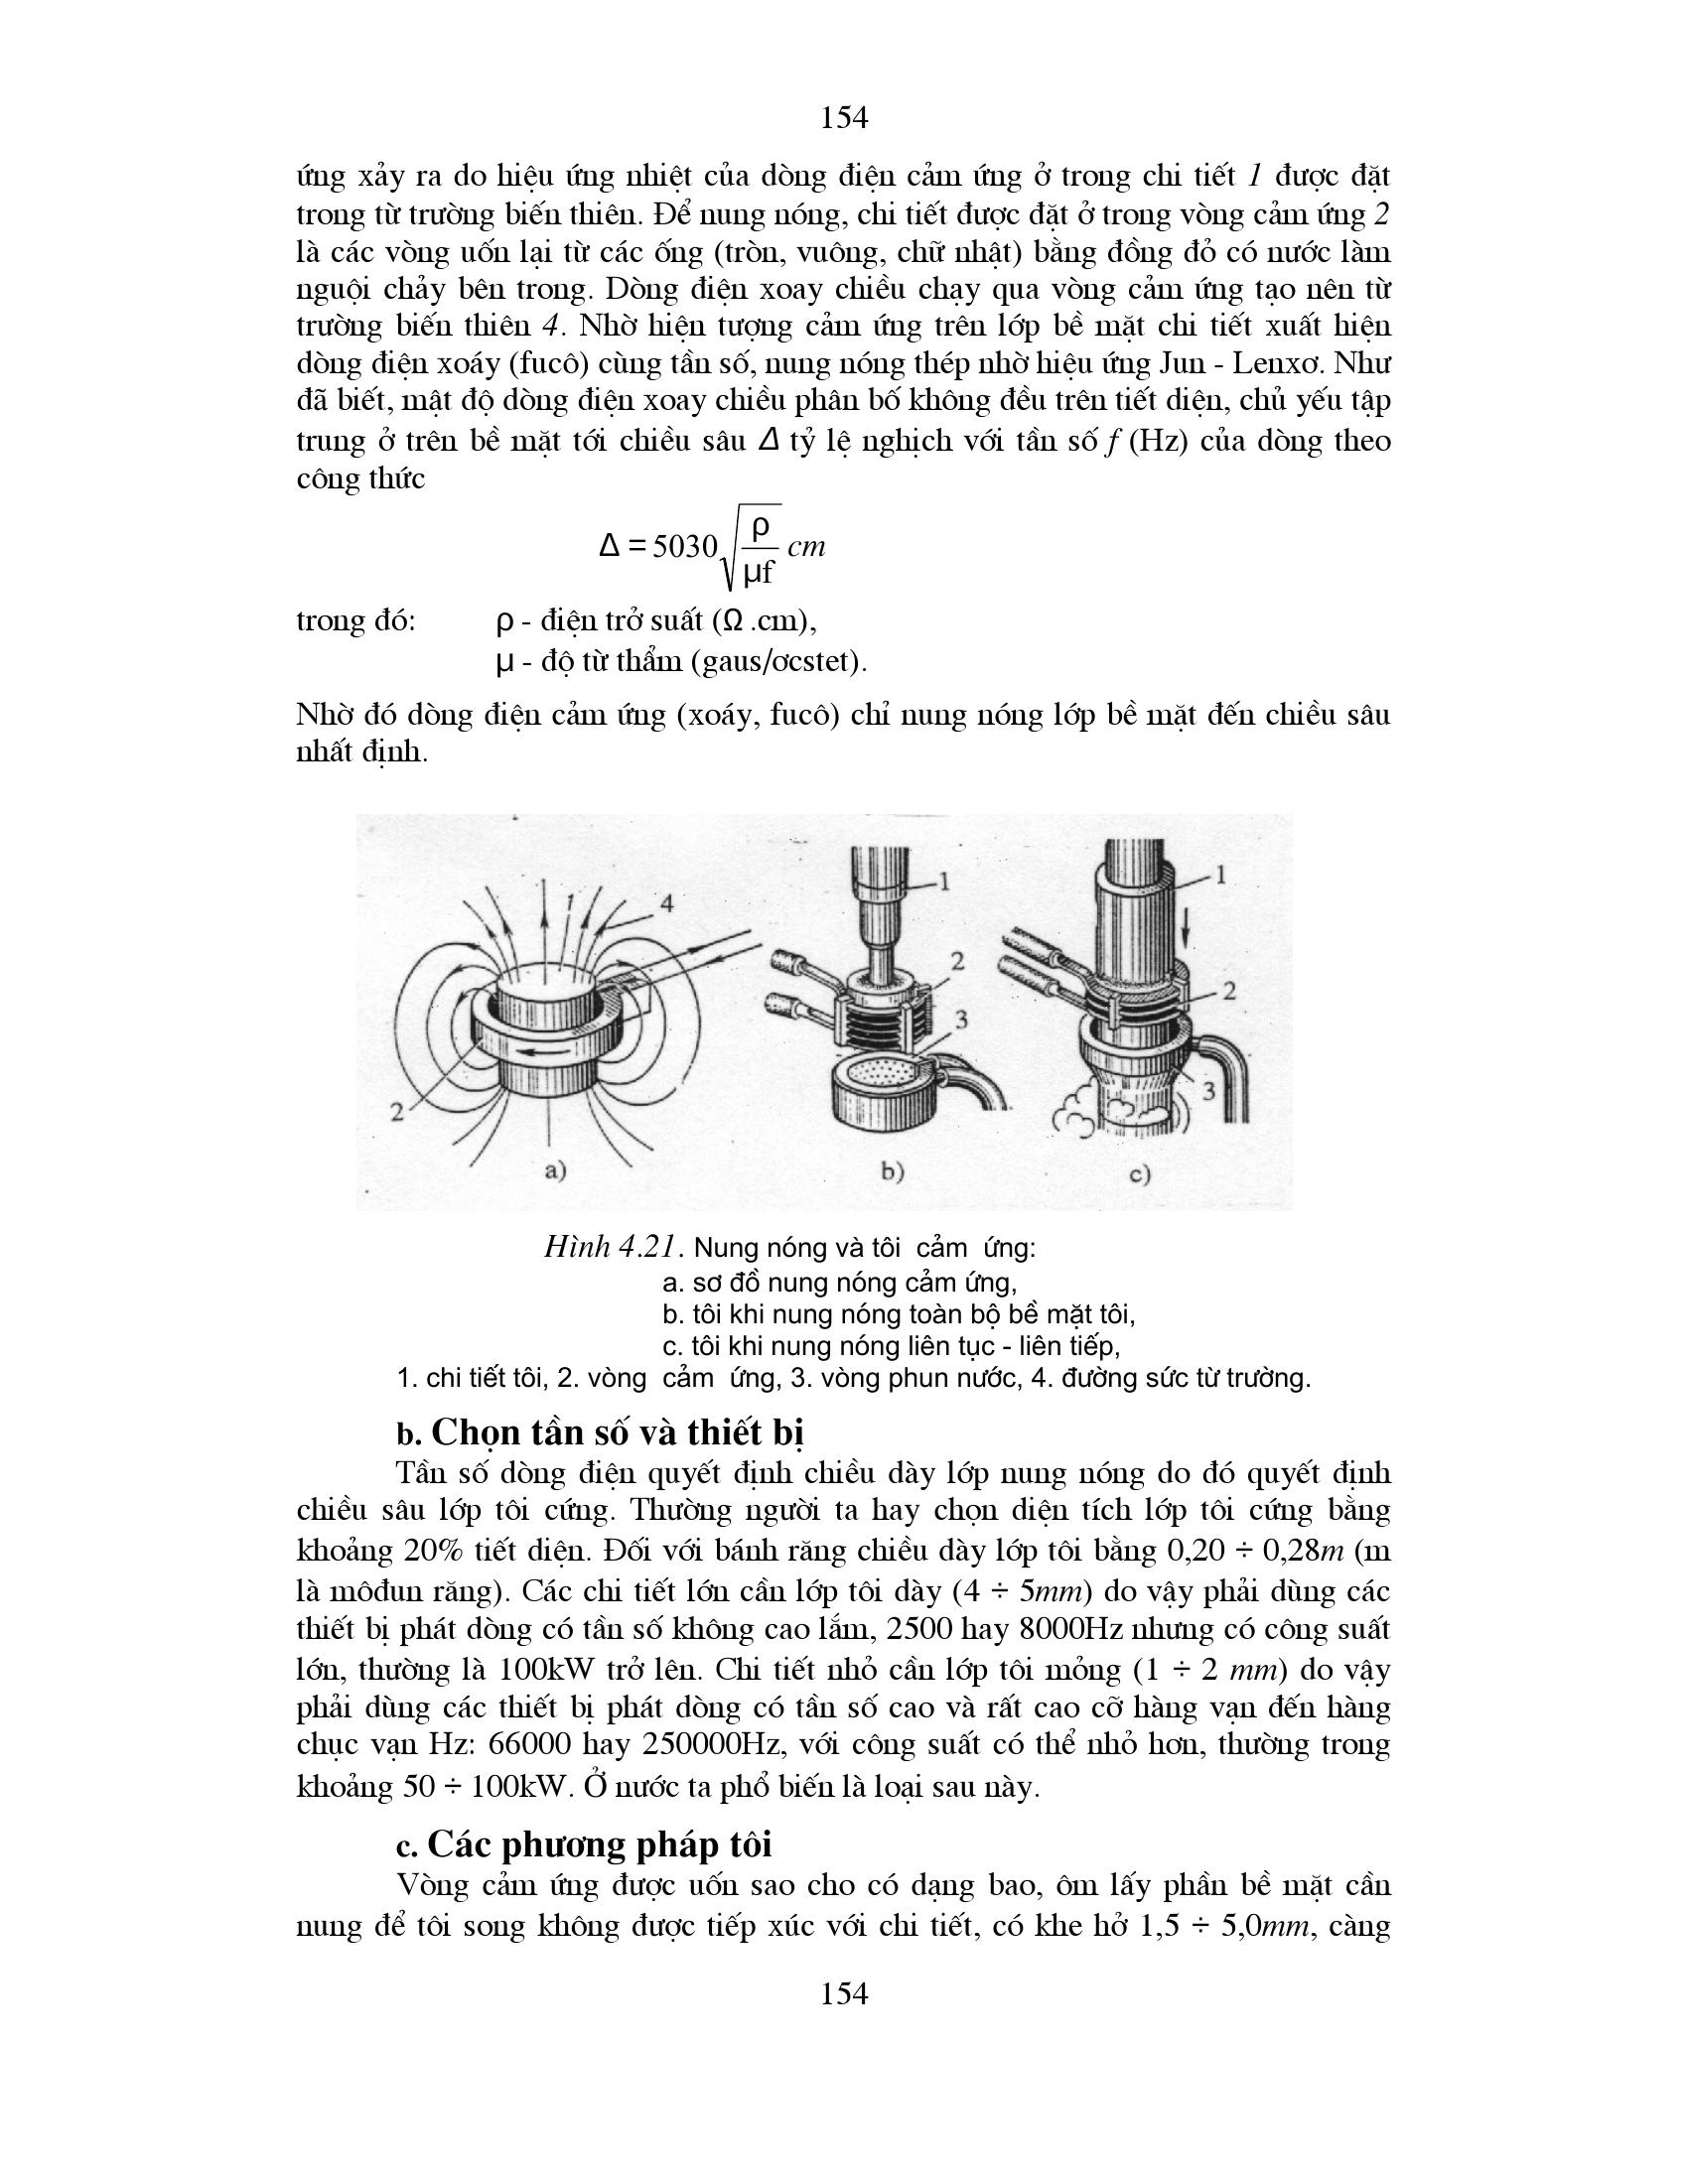 154
ứng xảy ra do hiệu ứng nhiệt của dòng điện cảm ứng ở trong chi tiết 1 được đặt
trong từ trường biến thiên. Để nung nóng, chi tiết được đặt ở trong vòng cảm ứng 2
là các vòng uốn lại từ các ống (tròn, vuông, chữ nhật) bằng đồng đỏ có nước làm
nguội chảy bên trong. Dòng điện xoay chiều chạy qua vòng cảm ứng tạo nên từ
trường biến thiên 4. Nhờ hiện tượng cảm ứng trên lớp bề mặt chi tiết xuất hiện
dòng điện xoáy (fucô) cùng tần số, nung nóng thép nhờ hiệu ứng Jun - Lenxơ. Như
đã biết, mật độ dòng điện xoay chiều phân bố không đều trên tiết diện, chủ yếu tập
trung ở trên bề mặt tới chiều sâu Δ tỷ lệ nghịch với tần số f (Hz) của dòng theo
công thức
Δ = 5030√(ρ/μf) cm
trong đó: ρ - điện trở suất (Ω .cm),
μ - độ từ thẩm (gaus/ơcstet).
Nhờ đó dòng điện cảm ứng (xoáy, fucô) chỉ nung nóng lớp bề mặt đến chiều sâu
nhất định.
1 4 2 a)
1 2 3 b)
1 2 3 c)
Hình 4.21. Nung nóng và tôi cảm ứng:
a. sơ đồ nung nóng cảm ứng,
b. tôi khi nung nóng toàn bộ bề mặt tôi,
c. tôi khi nung nóng liên tục - liên tiếp,
1. chi tiết tôi, 2. vòng cảm ứng, 3. vòng phun nước, 4. đường sức từ trường.
b. Chọn tần số và thiết bị
Tần số dòng điện quyết định chiều dày lớp nung nóng do đó quyết định
chiều sâu lớp tôi cứng. Thường người ta hay chọn diện tích lớp tôi cứng bằng
khoảng 20% tiết diện. Đối với bánh răng chiều dày lớp tôi bằng 0,20 ÷ 0,28m (m
là môđun răng). Các chi tiết lớn cần lớp tôi dày (4 ÷ 5mm) do vậy phải dùng các
thiết bị phát dòng có tần số không cao lắm, 2500 hay 8000Hz nhưng có công suất
lớn, thường là 100kW trở lên. Chi tiết nhỏ cần lớp tôi mỏng (1 ÷ 2 mm) do vậy
phải dùng các thiết bị phát dòng có tần số cao và rất cao cỡ hàng vạn đến hàng
chục vạn Hz: 66000 hay 250000Hz, với công suất có thể nhỏ hơn, thường trong
khoảng 50 ÷ 100kW. Ở nước ta phổ biến là loại sau này.
c. Các phương pháp tôi
Vòng cảm ứng được uốn sao cho có dạng bao, ôm lấy phần bề mặt cần
nung để tôi song không được tiếp xúc với chi tiết, có khe hở 1,5 ÷ 5,0mm, càng
154